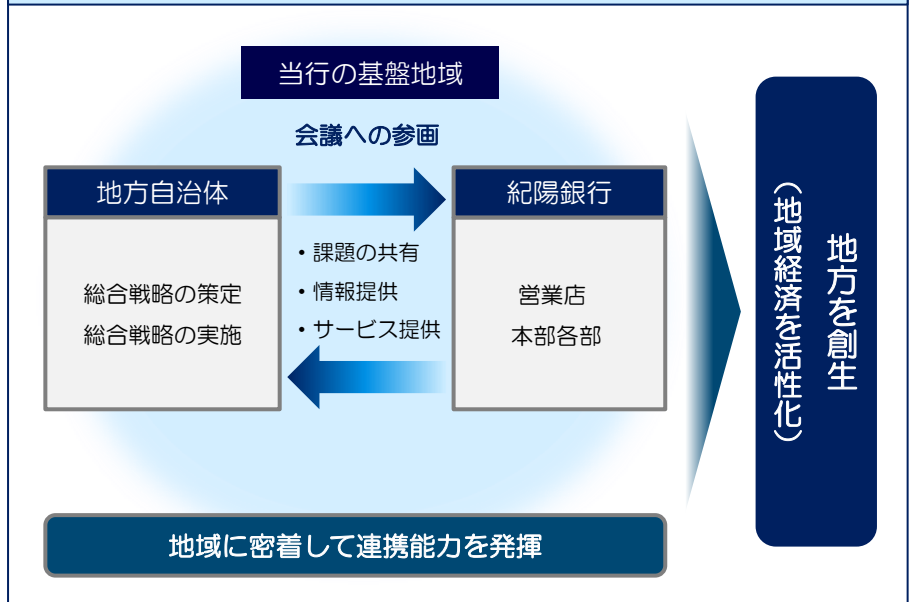 当行の基盤地域
会議への参画
地方自治体
総合戦略の策定
総合戦略の実施
・課題の共有
・情報提供
・サービス提供
紀陽銀行
営業店
本部各部
地域に密着して連携能力を発揮
地方を創生
（地域経済を活性化）